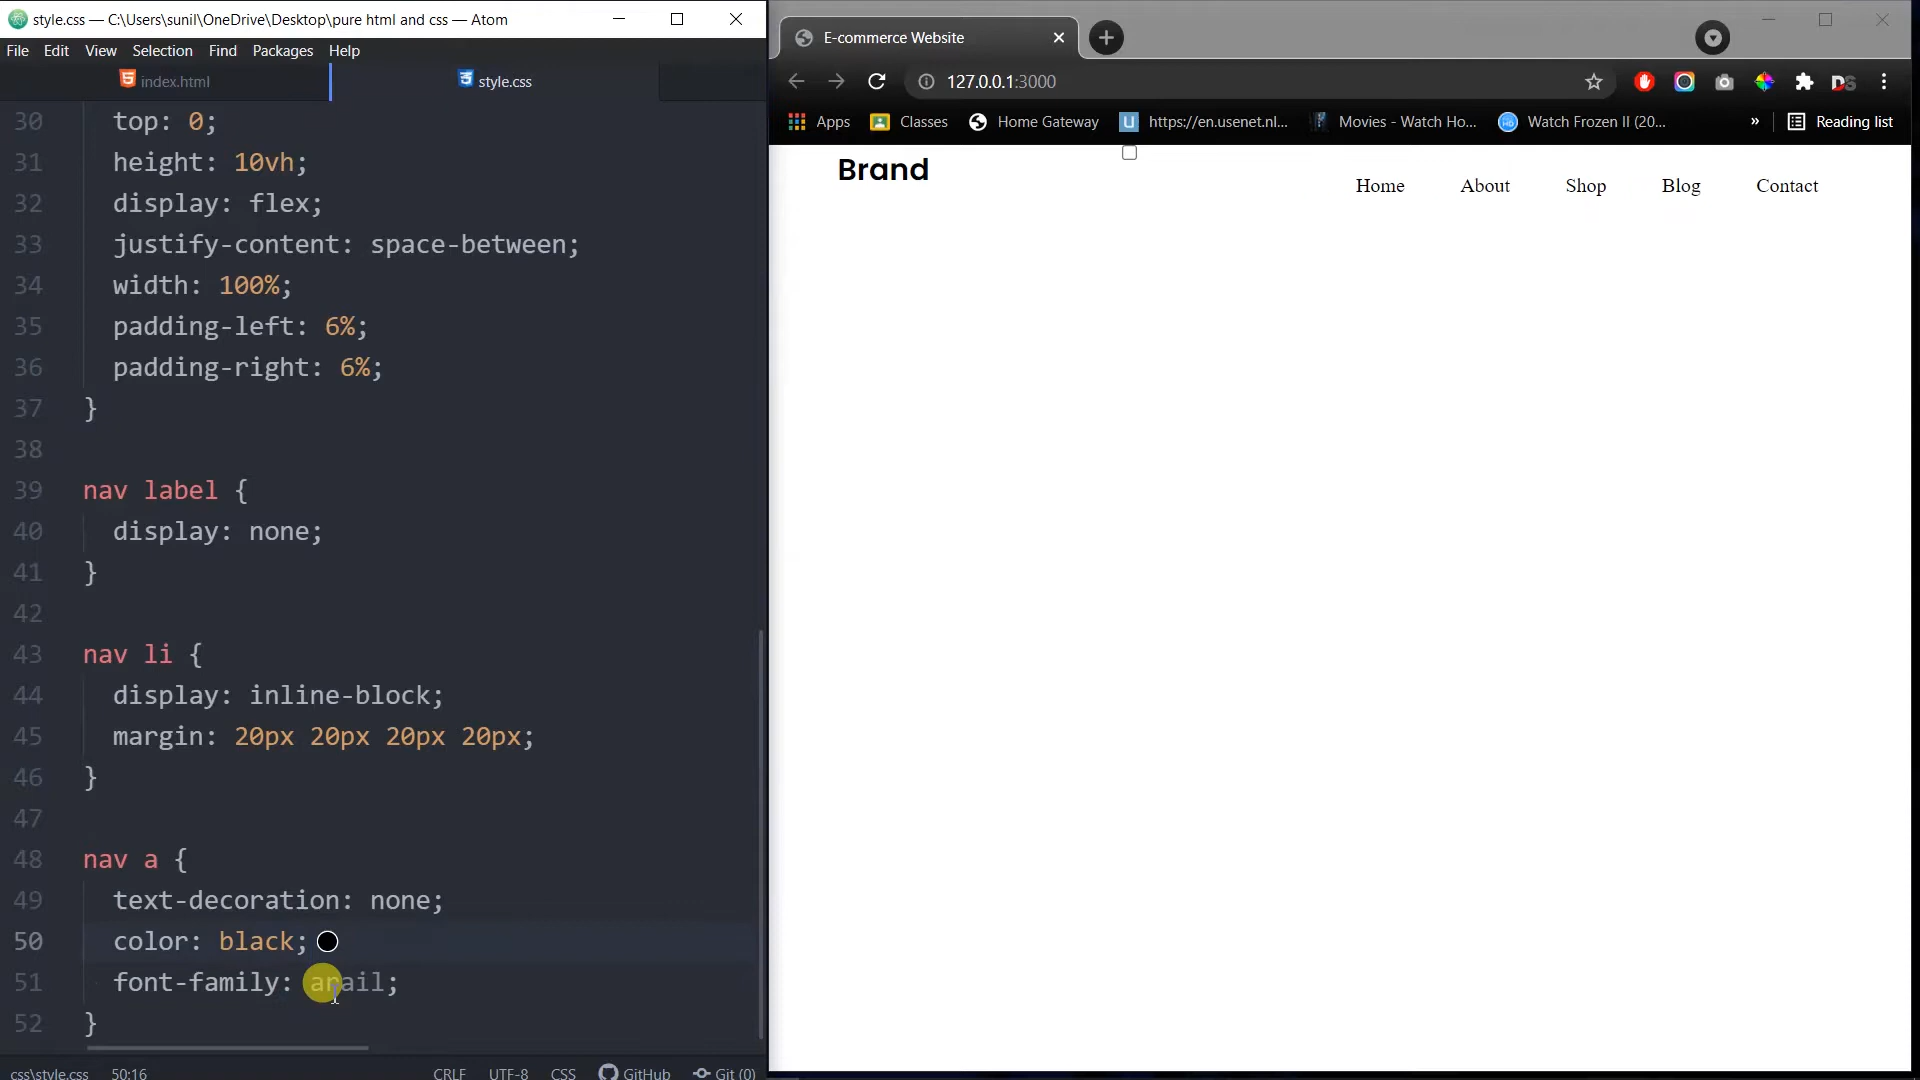 style.css — C:\Users\sunil\OneDrive\Desktop\pure html and css — Atom
File Edit View Selection Find Packages Help
index.html style.css
30 top: 0;
31 height: 10vh;
32 display: flex;
33 justify-content: space-between;
34 width: 100%;
35 padding-left: 6%;
36 padding-right: 6%;
37 }
38
39 nav label {
40 display: none;
41 }
42
43 nav li {
44 display: inline-block;
45 margin: 20px 20px 20px 20px;
46 }
47
48 nav a {
49 text-decoration: none;
50 color: black;
51 font-family: arail;
52 }
css\style.css 50:16 CRLF UTF-8 CSS GitHub Git (0)
E-commerce Website
127.0.0.1:3000
Apps Classes Home Gateway U https://en.usenet.nl... Movies - Watch Ho... HD Watch Frozen II (20... » Reading list
Brand Home About Shop Blog Contact